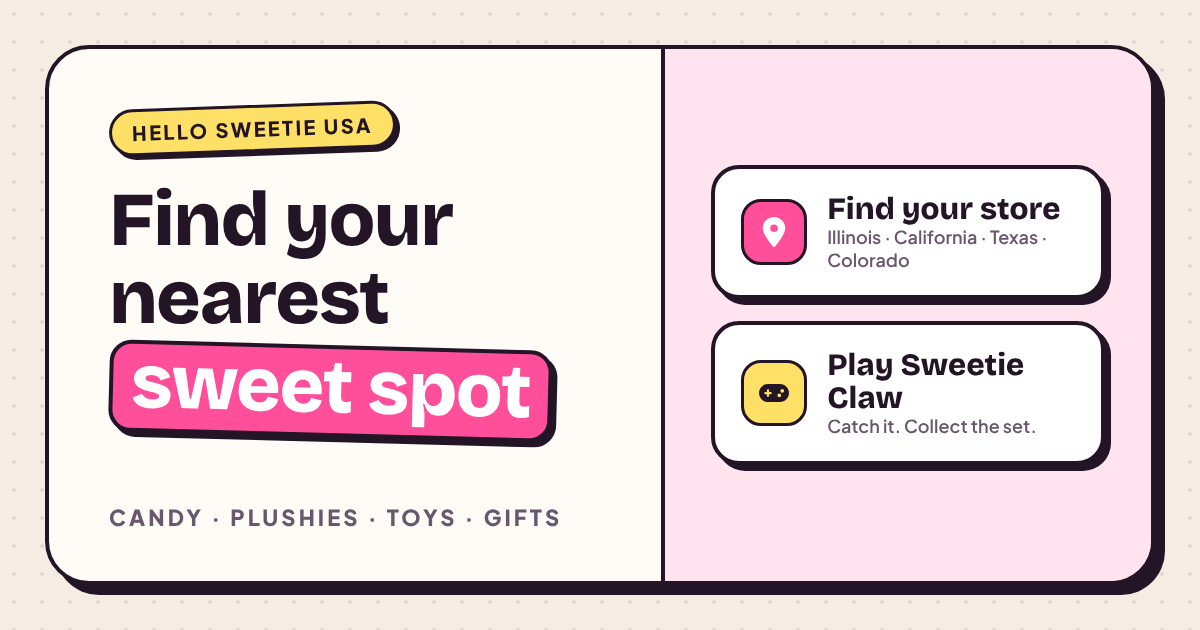 HELLO SWEETIE USA
Find your
nearest
sweet spot
CANDY · PLUSHIES · TOYS · GIFTS
Find your store
Illinois · California · Texas ·
Colorado
Play Sweetie
Claw
Catch it. Collect the set.